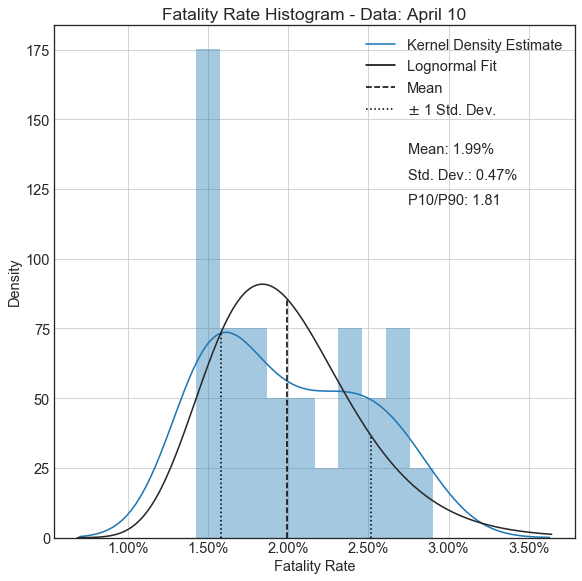 Fatality Rate Histogram - Data: April 10
Kernel Density Estimate
Lognormal Fit
Mean
± 1 Std. Dev.
Mean: 1.99%
Std. Dev.: 0.47%
P10/P90: 1.81
175
150
125
100
75
50
25
0
Density
1.00% 1.50% 2.00% 2.50% 3.00% 3.50%
Fatality Rate